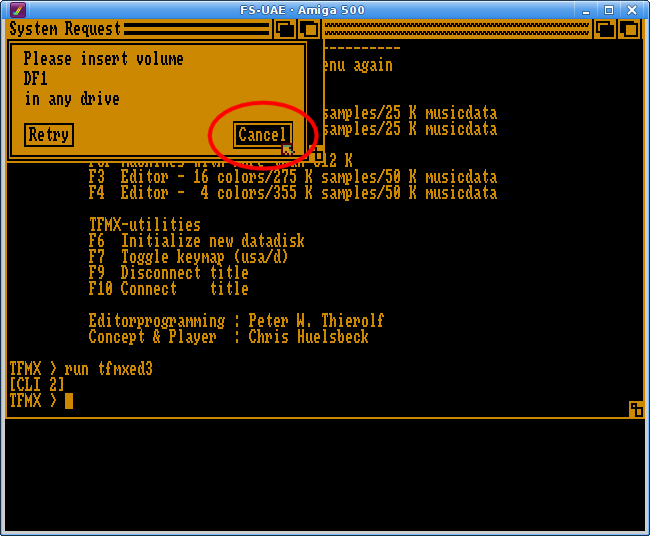 FS-UAE · Amiga 500
System Request
Please insert volume
DF1
in any drive
Retry Cancel
----------
enu again
samples/25 K musicdata
samples/25 K musicdata
F3 Editor - 16 colors/275 K samples/50 K musicdata
F4 Editor - 4 colors/355 K samples/50 K musicdata
TFMX-utilities
F6 Initialize new datadisk
F7 Toggle keymap (usa/d)
F9 Disconnect title
F10 Connect title
Editorprogramming : Peter W. Thierolf
Concept & Player : Chris Huelsbeck
TFMX > run tfmxed3
[CLI 2]
TFMX >